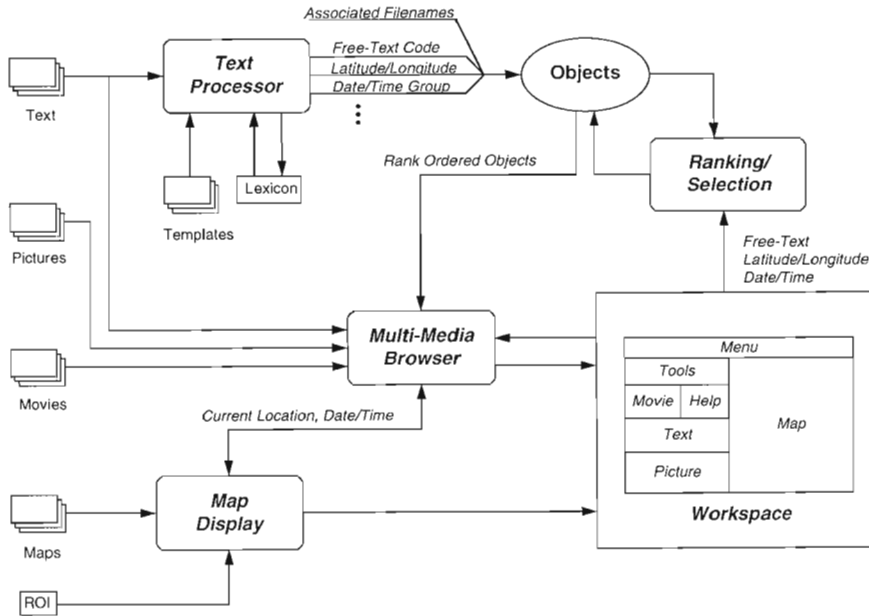 Associated Filenames
Free-Text Code
Latitude/Longitude
Date/Time Group
Text
Processor
Objects
Text
Lexicon
Templates
Rank Ordered Objects
Ranking/
Selection
Pictures
Free-Text
Latitude/Longitude
Date/Time
Multi-Media
Browser
Movies
Menu
Tools
Movie
Help
Text
Picture
Map
Workspace
Current Location, Date/Time
Map
Display
Maps
ROI